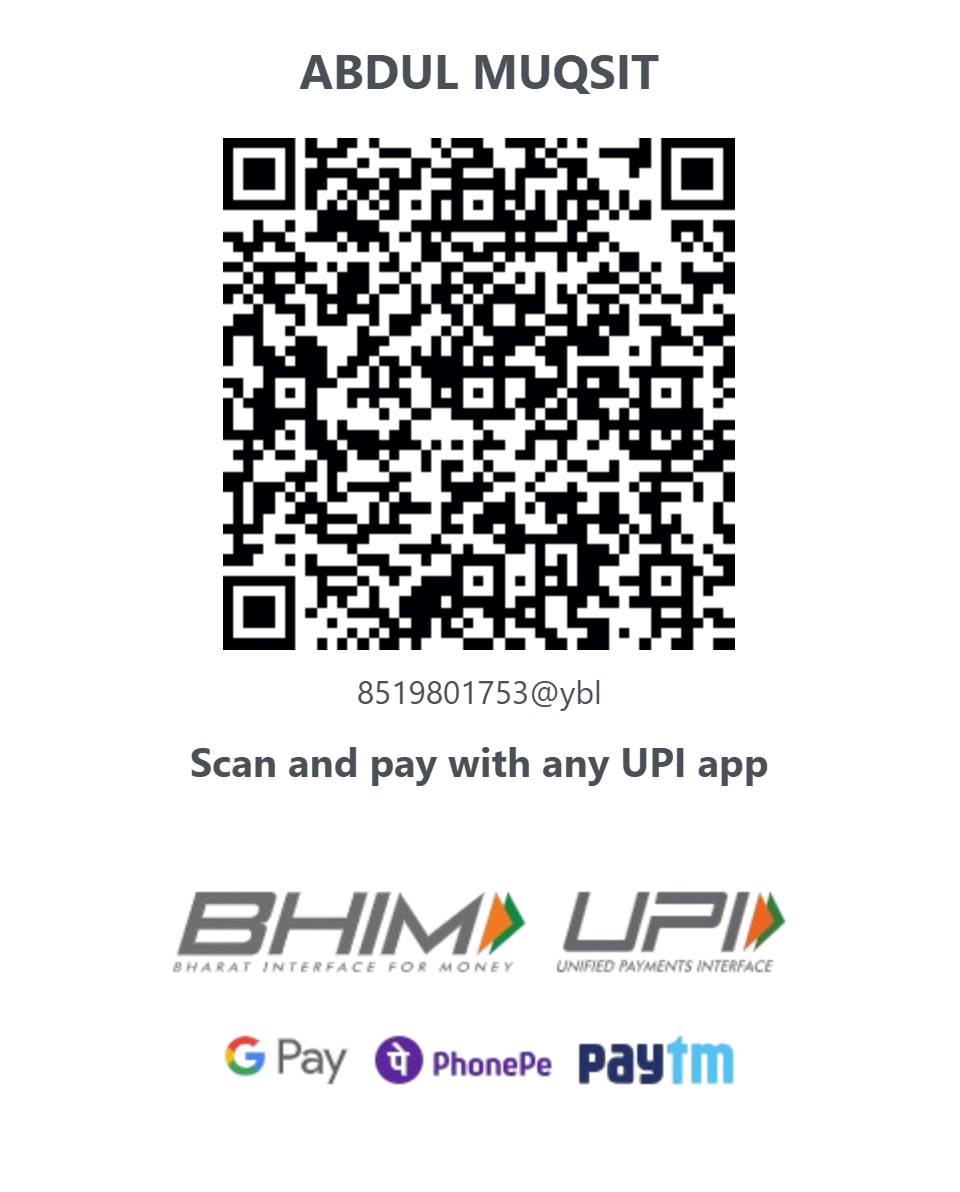 ABDUL MUQSIT
8519801753@ybl
Scan and pay with any UPI app
BHIM UPI
BHARAT INTERFACE FOR MONEY UNIFIED PAYMENTS INTERFACE
G Pay पे PhonePe paytm